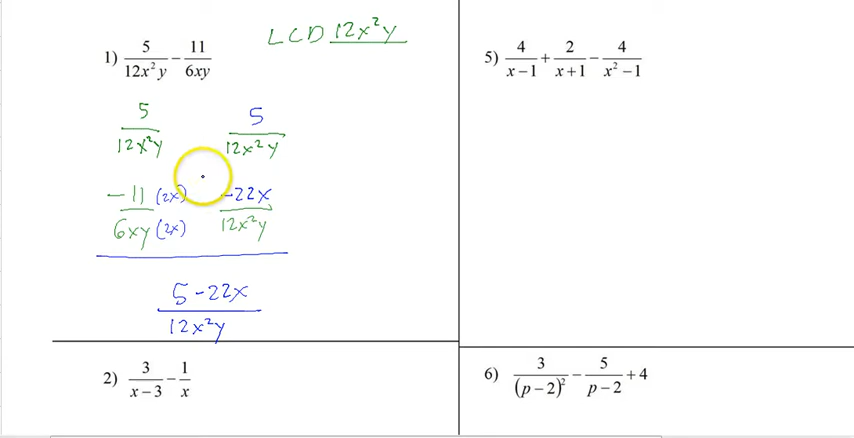 LCD 12x²y
1) 5/(12x²y) − 11/(6xy)
5/(12x²y) 5/(12x²y)
−11(2x)/(6xy(2x)) −22x/(12x²y)
(5−22x)/(12x²y)
2) 3/(x−3) − 1/x
5) 4/(x−1) + 2/(x+1) − 4/(x²−1)
6) 3/(p−2)² − 5/(p−2) + 4